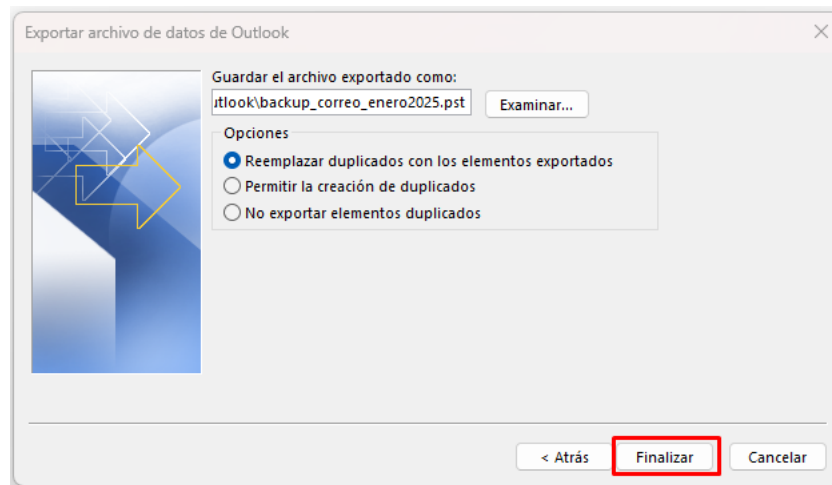 Exportar archivo de datos de Outlook
Guardar el archivo exportado como:
utlook\backup_correo_enero2025.pst Examinar...
Opciones
Reemplazar duplicados con los elementos exportados
Permitir la creación de duplicados
No exportar elementos duplicados
< Atrás Finalizar Cancelar